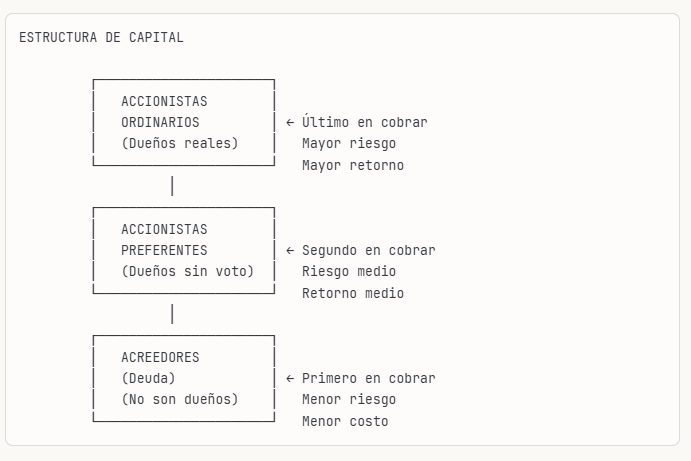 ESTRUCTURA DE CAPITAL
ACCIONISTAS
ORDINARIOS ← Último en cobrar
(Dueños reales) Mayor riesgo
Mayor retorno
ACCIONISTAS
PREFERENTES ← Segundo en cobrar
(Dueños sin voto) Riesgo medio
Retorno medio
ACREEDORES
(Deuda) ← Primero en cobrar
(No son dueños) Menor riesgo
Menor costo